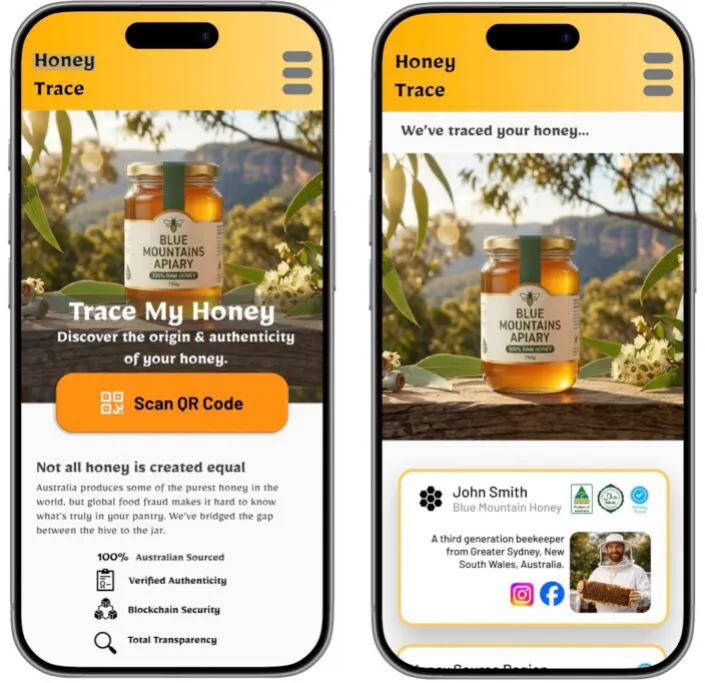 Honey
Trace
BLUE
MOUNTAINS
APIARY
100% RAW HONEY
Trace My Honey
Discover the origin & authenticity
of your honey.
Scan QR Code
Not all honey is created equal
Australia produces some of the purest honey in the
world, but global food fraud makes it hard to know
what's truly in your pantry. We've bridged the gap
between the hive to the jar.
100% Australian Sourced
Verified Authenticity
Blockchain Security
Total Transparency
Honey
Trace
We've traced your honey...
BLUE
MOUNTAINS
APIARY
100% RAW HONEY
John Smith
Blue Mountain Honey
A third generation beekeeper
from Greater Sydney, New
South Wales, Australia.